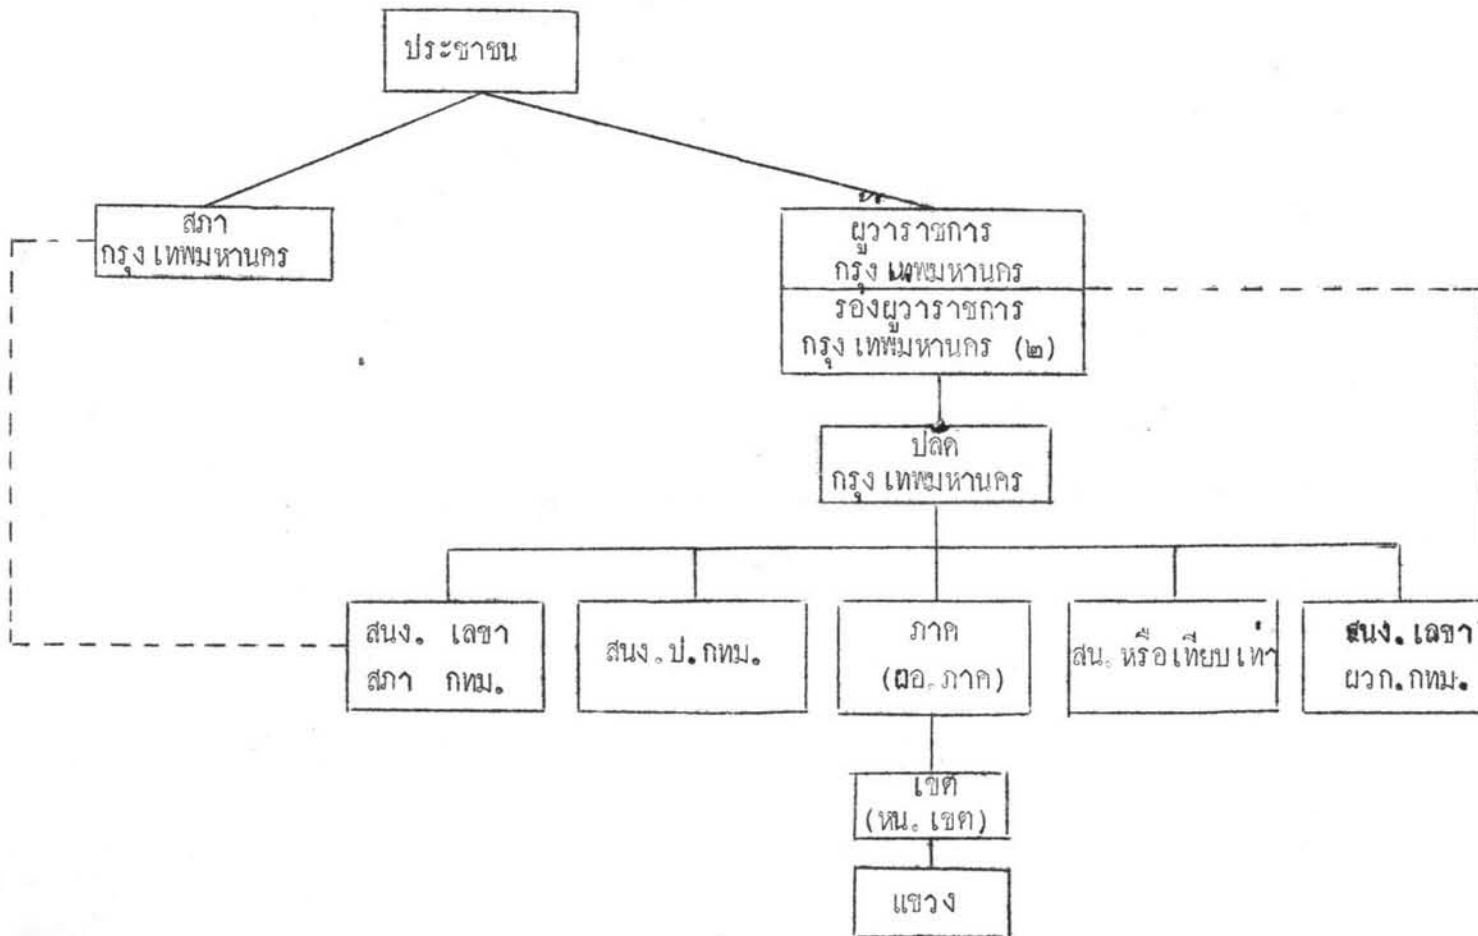 ประชาชน
สภา
กรุงเทพมหานคร
ผูวาราชการ
กรุงเทพมหานคร
รองผูวาราชการ
กรุงเทพมหานคร (๒)
ปลัด
กรุงเทพมหานคร
สนง. เลขา
สภา กทม.
สนง.ป.กทม.
ภาค
(ผอ.ภาค)
สน.หรือเทียบเท่า
สนง.เลขา
ผวก.กทม.
เขต
(หน.เขต)
แขวง